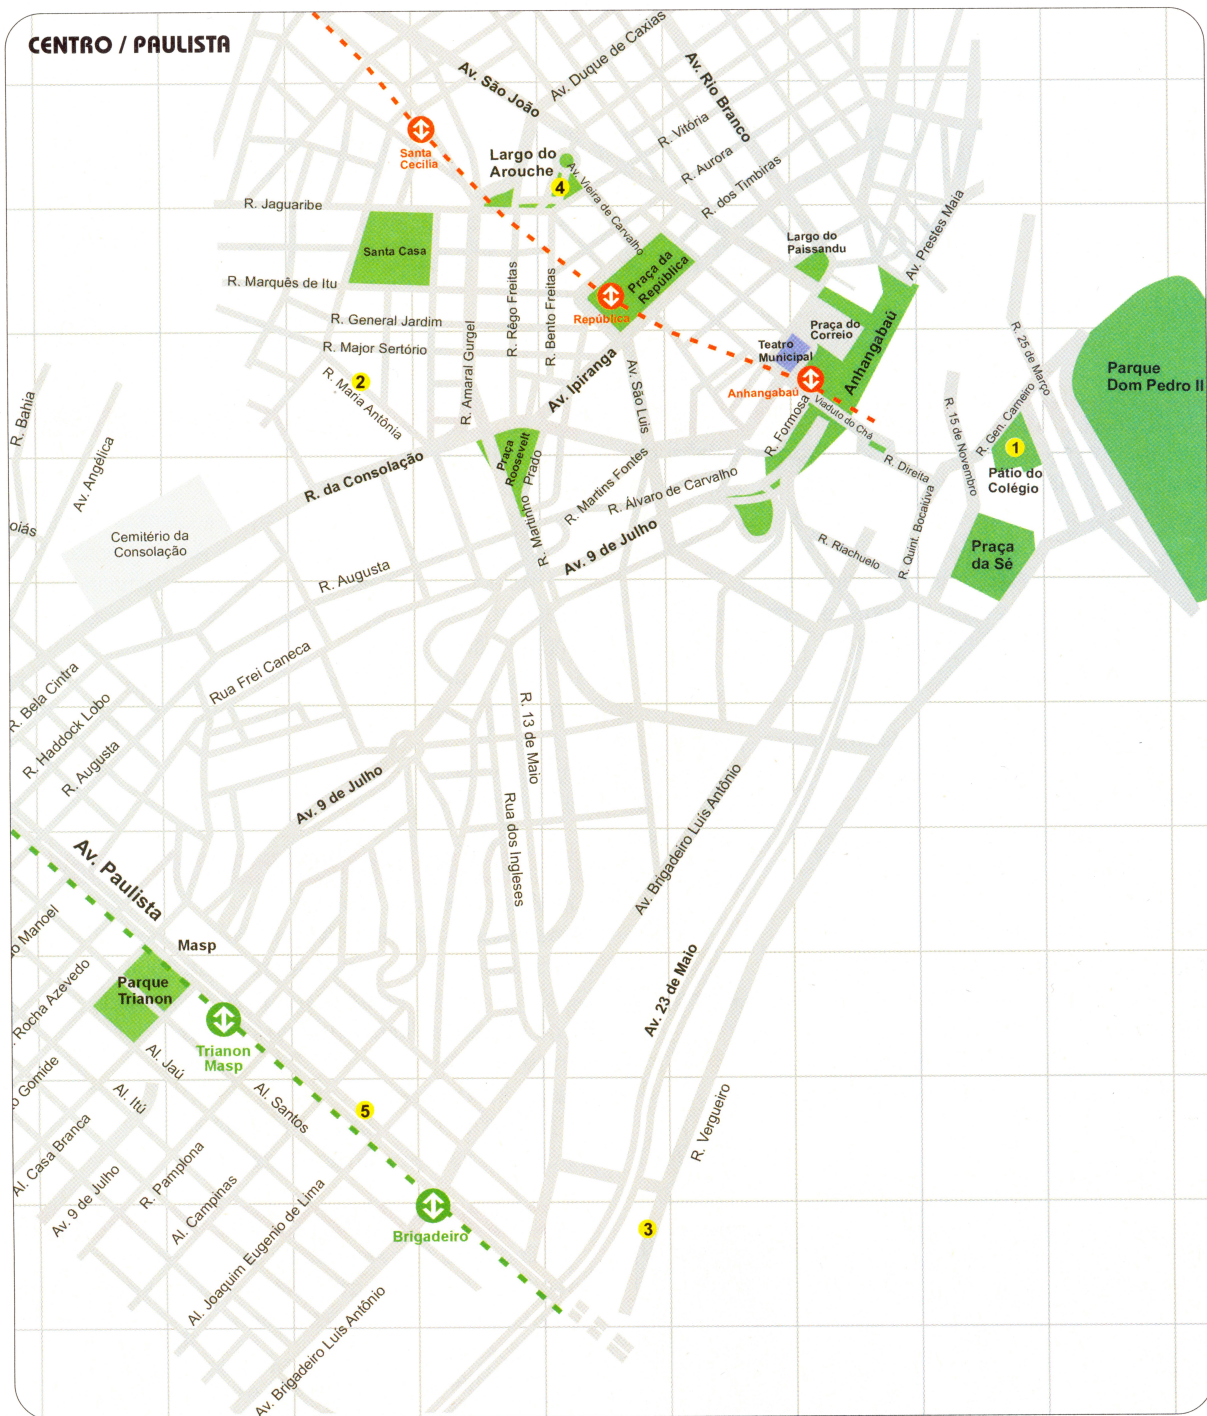 CENTRO / PAULISTA
Av. São João
Av. Duque de Caxias
Av. Rio Branco
R. Vitória
R. Aurora
R. dos Timbiras
Santa
Cecilia
Largo do
Arouche
4
Av. Vieira de Carvalho
R. Jaguaribe
Santa Casa
R. Marquês de Itu
R. General Jardim
R. Major Sertório
R. Maria Antônia
2
R. Amaral Gurgel
R. Rêgo Freitas
R. Bento Freitas
Praça da
República
República
Largo do
Paissandu
Av. Prestes Maia
Praça do
Correio
Teatro
Municipal
Anhangabaú
Anhangabaú
Viaduto do Chá
R. Formosa
Av. Ipiranga
Av. São Luis
R. 25 de Março
Parque
Dom Pedro II
R. Gen. Carneiro
R. 15 de Novembro
1
Pátio do
Colégio
R. Direita
R. Quint. Bocaiúva
R. Riachuelo
Praça
da Sé
R. Bahia
Av. Angélica
oiás
Cemitério da
Consolação
R. da Consolação
Praça
Roosevelt
R. Martinho Prado
R. Martins Fontes
R. Álvaro de Carvalho
Av. 9 de Julho
R. Augusta
Rua Frei Caneca
R. Bela Cintra
R. Haddock Lobo
R. Augusta
Av. 9 de Julho
R. 13 de Maio
Rua dos Ingleses
Av. Brigadeiro Luís Antônio
Av. 23 de Maio
R. Vergueiro
3
Av. Paulista
Masp
o Manoel
Rocha Azevedo
Gomide
Parque
Trianon
Trianon
Masp
Al. Jaú
Al. Itú
Al. Santos
5
Al. Casa Branca
Av. 9 de Julho
R. Pamplona
Al. Campinas
Al. Joaquim Eugenio de Lima
Brigadeiro
Av. Brigadeiro Luís Antônio